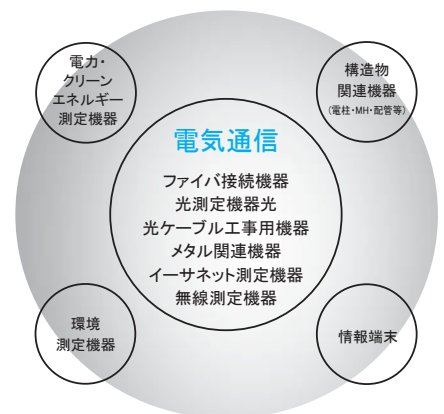 電力・
クリーン
エネルギー
測定機器
構造物
関連機器
(電柱・MH・配管等)
電気通信
ファイバ接続機器
光測定機器光
光ケーブル工事用機器
メタル関連機器
イーサネット測定機器
無線測定機器
環境
測定機器
情報端末